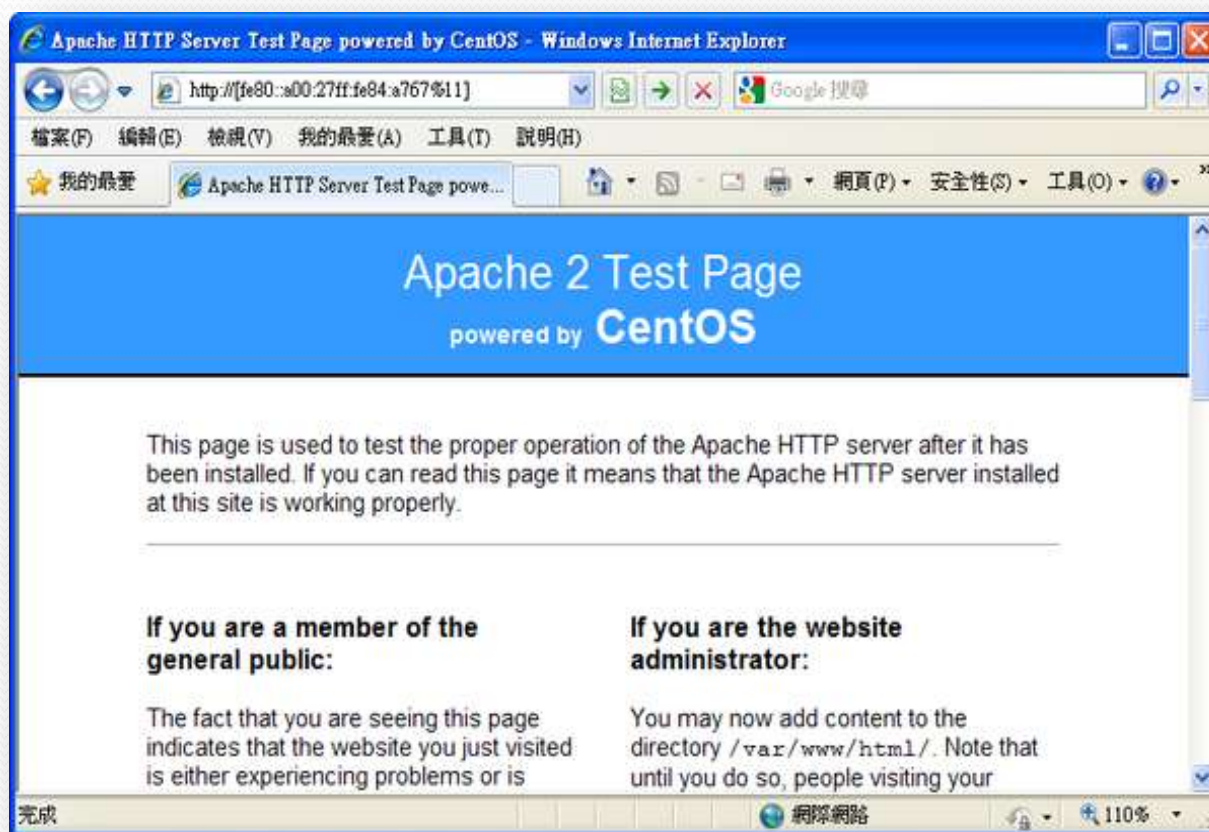 Apache HTTP Server Test Page powered by CentOS - Windows Internet Explorer
http://[fe80::a00:27ff:fe84:a767%11]
Google 搜尋
檔案(F) 編輯(E) 檢視(V) 我的最愛(A) 工具(T) 說明(H)
我的最愛
Apache HTTP Server Test Page powe...
網頁(P) 安全性(S) 工具(O)
Apache 2 Test Page
powered by CentOS
This page is used to test the proper operation of the Apache HTTP server after it has
been installed. If you can read this page it means that the Apache HTTP server installed
at this site is working properly.
If you are a member of the
general public:
The fact that you are seeing this page
indicates that the website you just visited
is either experiencing problems or is
If you are the website
administrator:
You may now add content to the
directory /var/www/html/. Note that
until you do so, people visiting your
完成
網際網路
110%